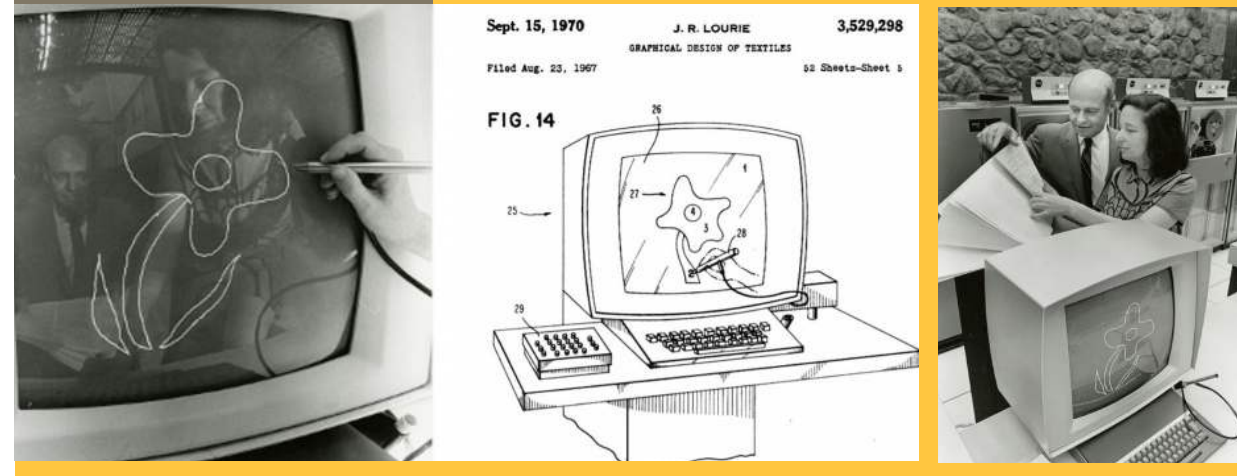 Sept. 15, 1970 J. R. LOURIE 3,529,298
GRAPHICAL DESIGN OF TEXTILES
Filed Aug. 23, 1967 52 Sheets-Sheet 5
FIG. 14
26
1
27
4
25
3
28
2
29